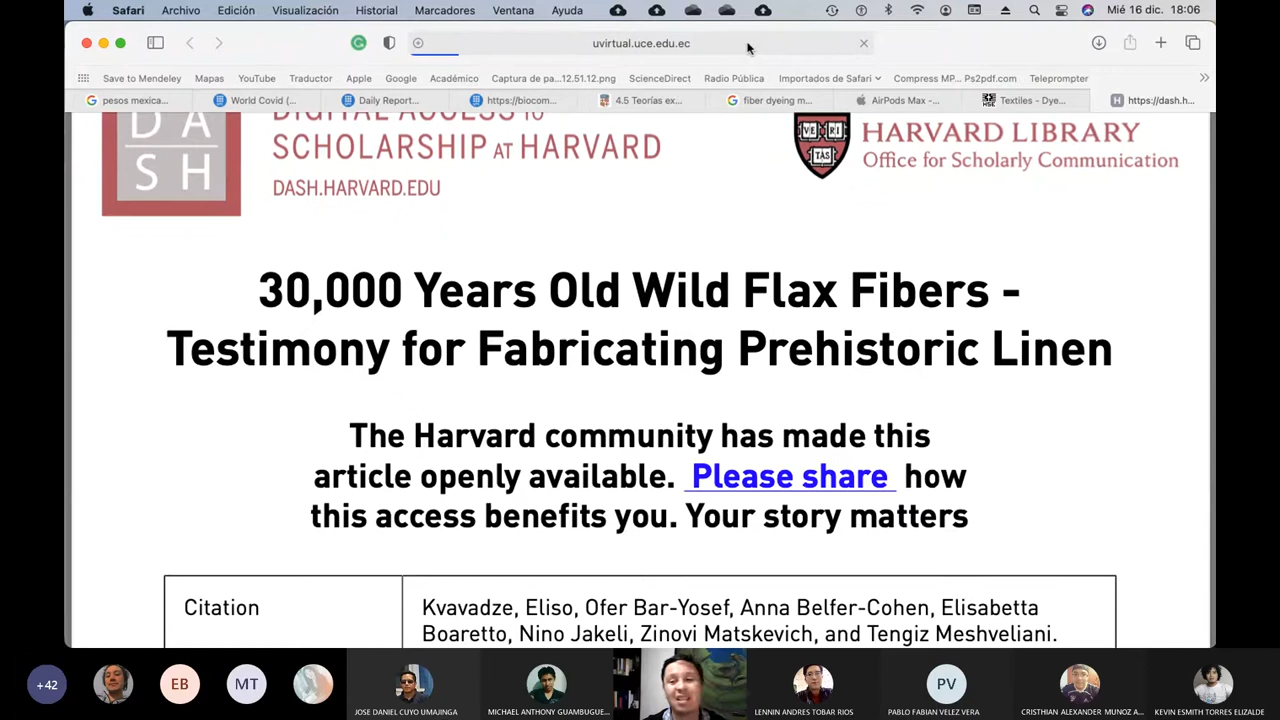 Safari Archivo Edición Visualización Historial Marcadores Ventana Ayuda Mié 16 dic. 18:06
uvirtual.uce.edu.ec
Save to Mendeley Mapas YouTube Traductor Apple Google Académico Captura de pa...12.51.12.png ScienceDirect Radio Pública Importados de Safari Compress MP... Ps2pdf.com Teleprompter
pesos mexica... World Covid (... Daily Report... https://biocom... 4.5 Teorías ex... fiber dyeing m... AirPods Max -... Textiles - Dye... https://dash.h...
DA
SH
DIGITAL ACCESS TO
SCHOLARSHIP AT HARVARD
DASH.HARVARD.EDU
VE RI
TAS
HARVARD LIBRARY
Office for Scholarly Communication
30,000 Years Old Wild Flax Fibers -
Testimony for Fabricating Prehistoric Linen
The Harvard community has made this
article openly available. Please share how
this access benefits you. Your story matters
Citation
Kvavadze, Eliso, Ofer Bar-Yosef, Anna Belfer-Cohen, Elisabetta
Boaretto, Nino Jakeli, Zinovi Matskevich, and Tengiz Meshveliani.
+42 EB MT PV
JOSE DANIEL CUYO UMAJINGA MICHAEL ANTHONY GUAMBUGUE... LENNIN ANDRES TOBAR RIOS PABLO FABIAN VELEZ VERA CRISTHIAN ALEXANDER MUNOZ A... KEVIN ESMITH TORRES ELIZALDE